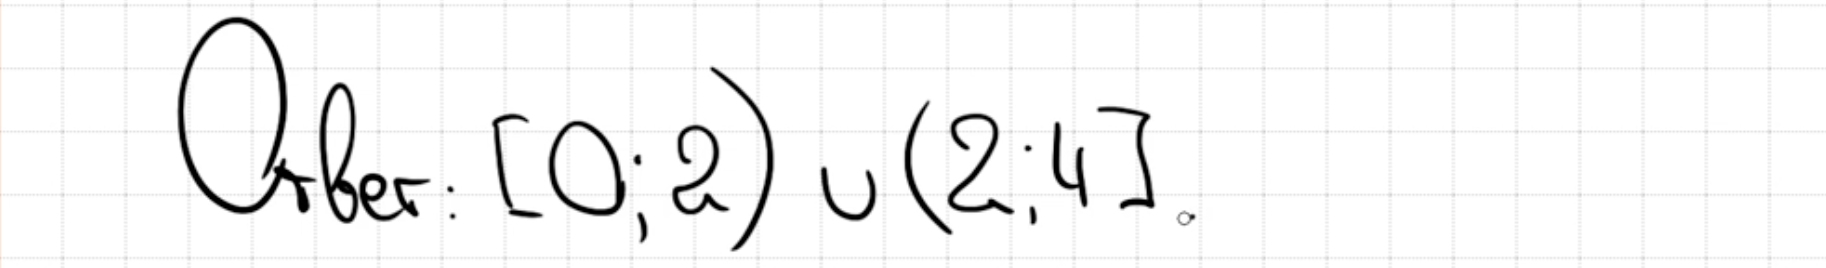 Ответ: [0; 2) ∪ (2; 4].